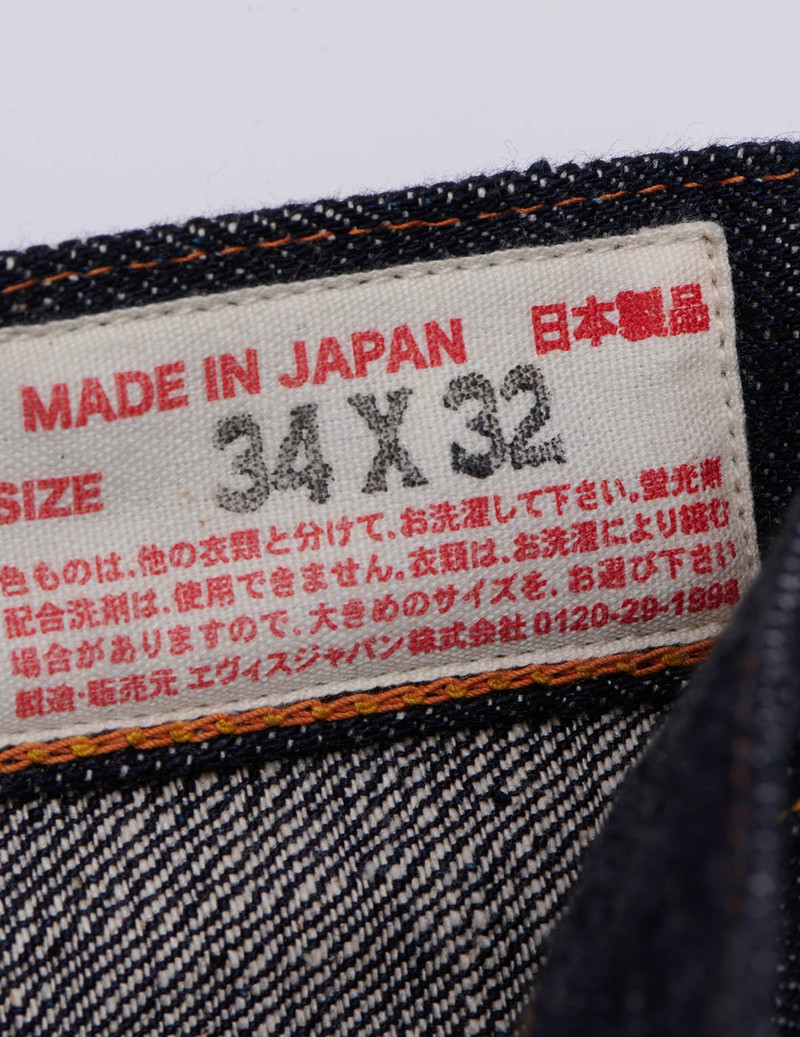 MADE IN JAPAN 日本製品
SIZE 34 X 32
色ものは、他の衣類と分けて、お洗濯して下さい。蛍光剤
配合洗剤は、使用できません。衣類は、お洗濯により縮む
場合がありますので、大きめのサイズを、お選び下さい
製造・販売元 エヴィスジャパン株式会社 0120-20-1898